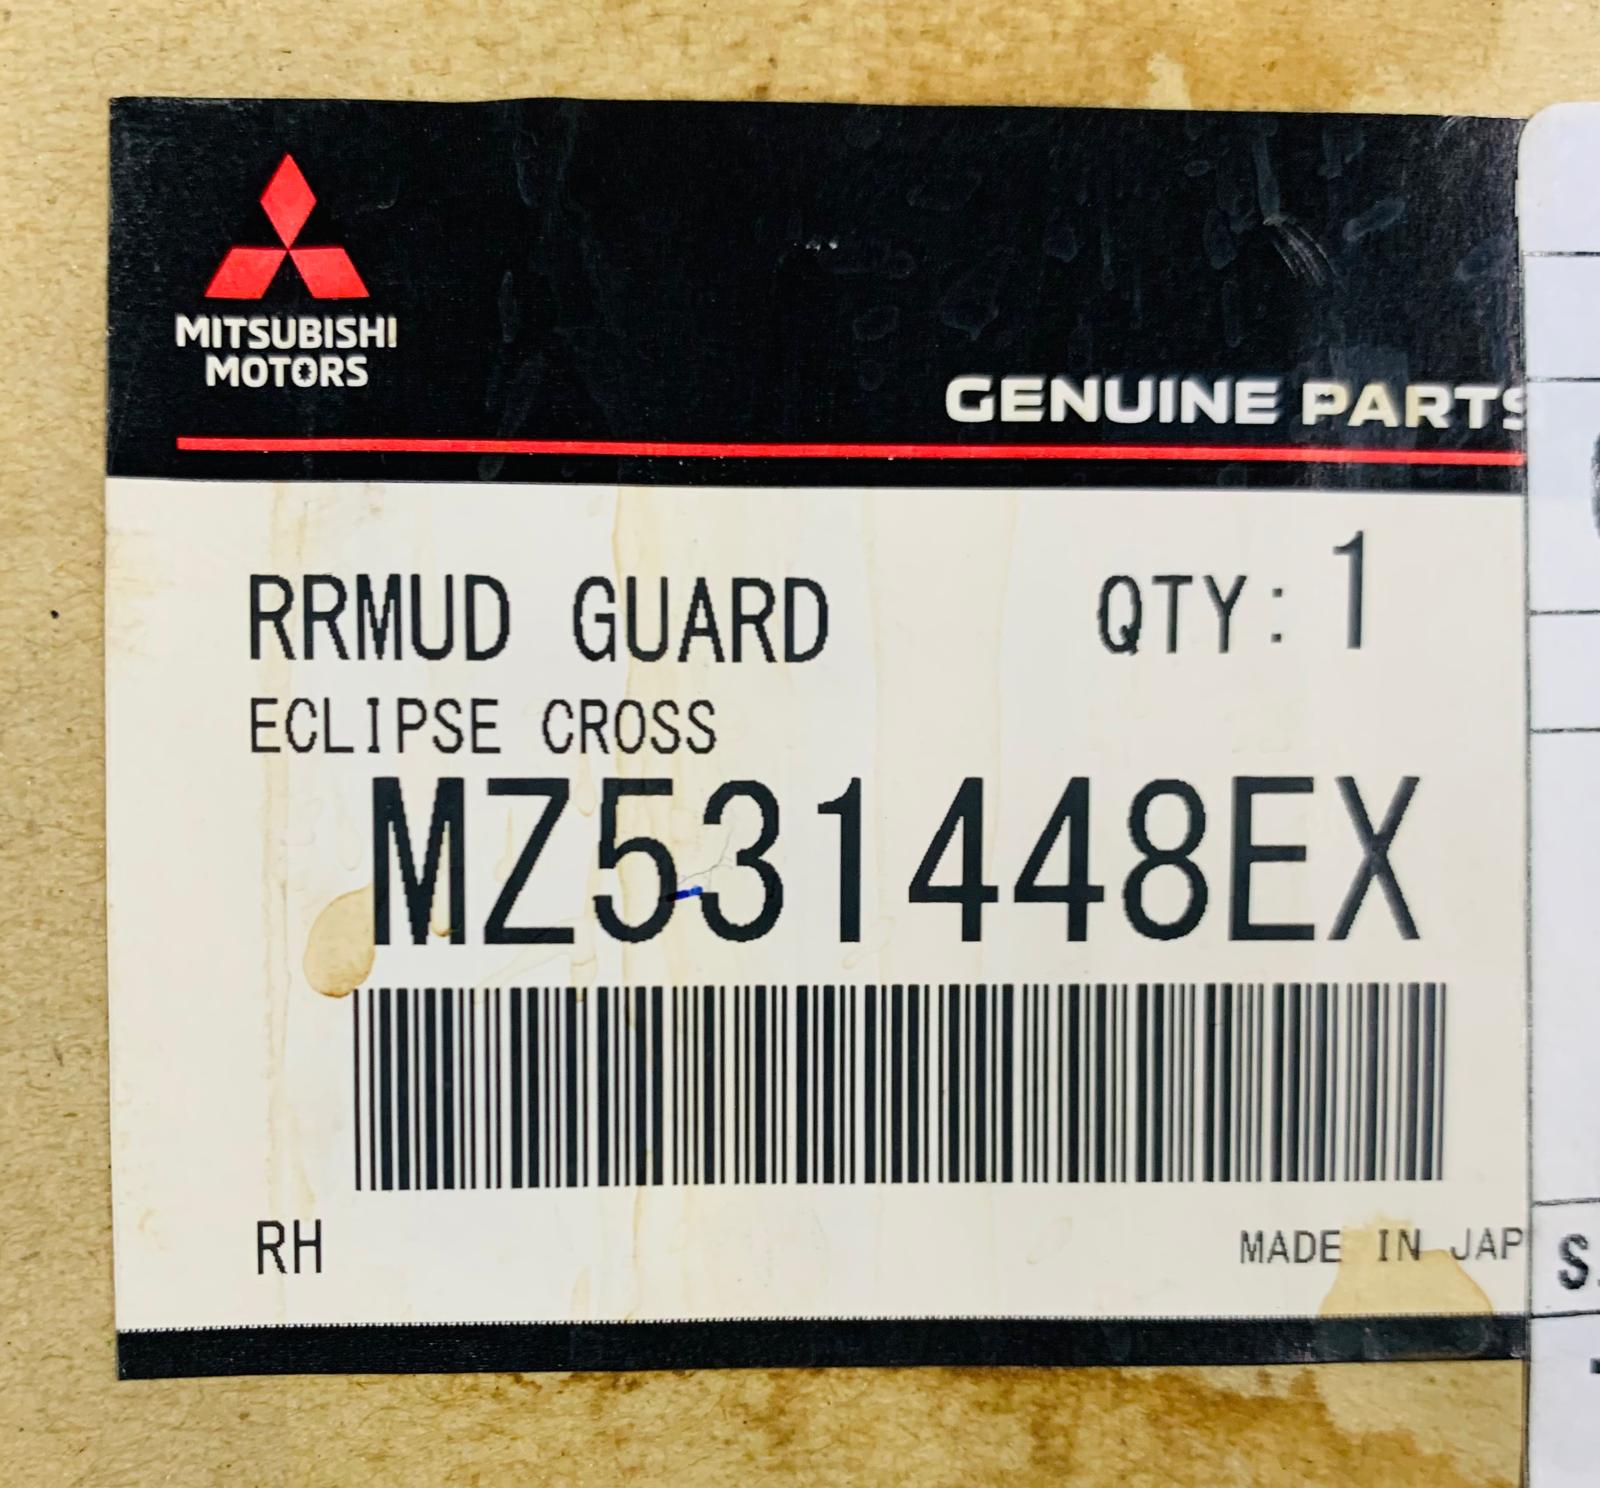 MITSUBISHI
MOTORS
GENUINE PARTS
RRMUD GUARD QTY: 1
ECLIPSE CROSS
MZ531448EX
RH
MADE IN JAP
S.